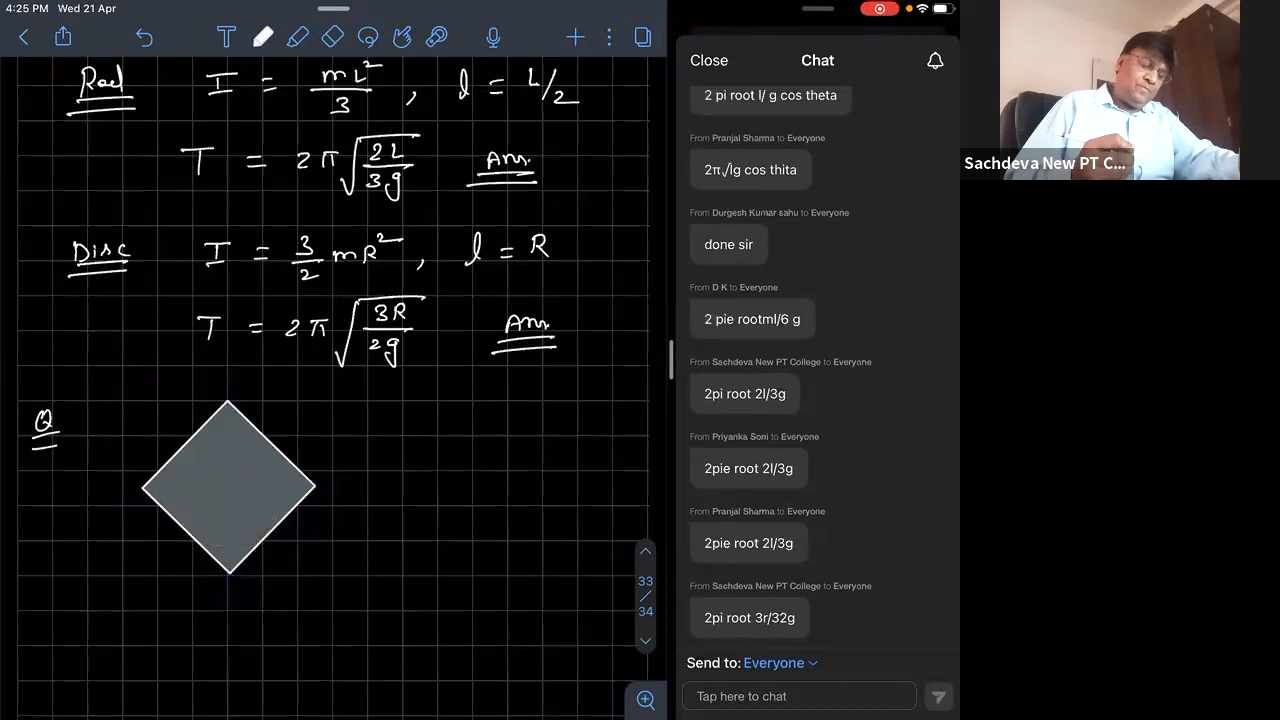 4:25 PM Wed 21 Apr
Rod I = mL²/3 , l = L/2
T = 2π√(2L/3g) Ans.
Disc I = 3/2 mR² , l = R
T = 2π√(3R/2g) Ans.
Q
33
/
34
Close Chat
2 pi root l/ g cos theta
From Pranjal Sharma to Everyone
2π√lg cos thita
From Durgesh Kumar sahu to Everyone
done sir
From D K to Everyone
2 pie rootml/6 g
From Sachdeva New PT College to Everyone
2pi root 2l/3g
From Priyanka Soni to Everyone
2pie root 2l/3g
From Pranjal Sharma to Everyone
2pie root 2l/3g
From Sachdeva New PT College to Everyone
2pi root 3r/32g
Send to: Everyone
Tap here to chat
Sachdeva New PT C...